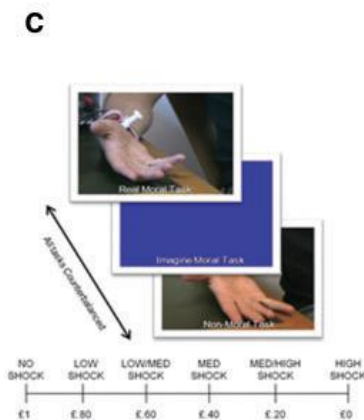 C
Real Moral Task
Imagine Moral Task
Non-Moral Task
All tasks Counterbalanced
NO SHOCK
LOW SHOCK
LOW/MED SHOCK
MED SHOCK
MED/HIGH SHOCK
HIGH SHOCK
£1
£.80
£.60
£.40
£.20
£0